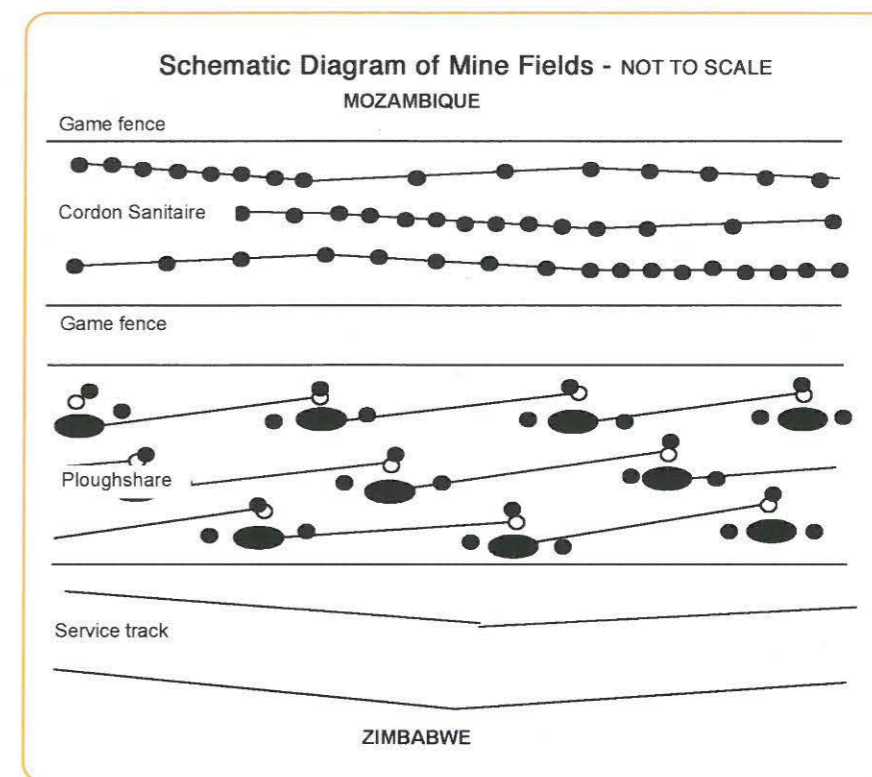 Schematic Diagram of Mine Fields - NOT TO SCALE
MOZAMBIQUE
Game fence
Cordon Sanitaire
Game fence
Ploughshare
Service track
ZIMBABWE